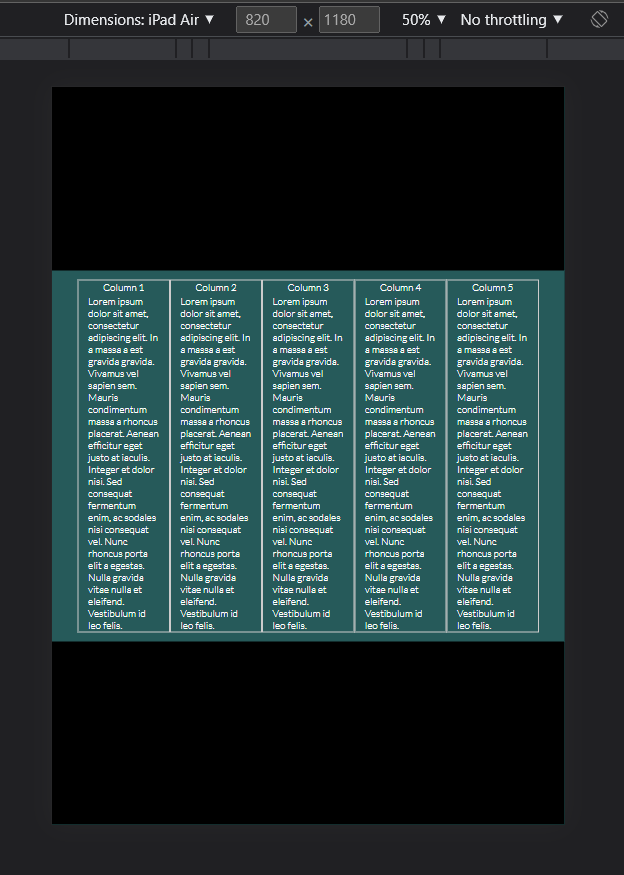 Dimensions: iPad Air ▼ 820 × 1180 50% ▼ No throttling ▼
Column 1
Lorem ipsum
dolor sit amet,
consectetur
adipiscing elit. In
a massa a est
gravida gravida.
Vivamus vel
sapien sem.
Mauris
condimentum
massa a rhoncus
placerat. Aenean
efficitur eget
justo at iaculis.
Integer et dolor
nisi. Sed
consequat
fermentum
enim, ac sodales
nisi consequat
vel. Nunc
rhoncus porta
elit a egestas.
Nulla gravida
vitae nulla et
eleifend.
Vestibulum id
leo felis.
Column 2
Lorem ipsum
dolor sit amet,
consectetur
adipiscing elit. In
a massa a est
gravida gravida.
Vivamus vel
sapien sem.
Mauris
condimentum
massa a rhoncus
placerat. Aenean
efficitur eget
justo at iaculis.
Integer et dolor
nisi. Sed
consequat
fermentum
enim, ac sodales
nisi consequat
vel. Nunc
rhoncus porta
elit a egestas.
Nulla gravida
vitae nulla et
eleifend.
Vestibulum id
leo felis.
Column 3
Lorem ipsum
dolor sit amet,
consectetur
adipiscing elit. In
a massa a est
gravida gravida.
Vivamus vel
sapien sem.
Mauris
condimentum
massa a rhoncus
placerat. Aenean
efficitur eget
justo at iaculis.
Integer et dolor
nisi. Sed
consequat
fermentum
enim, ac sodales
nisi consequat
vel. Nunc
rhoncus porta
elit a egestas.
Nulla gravida
vitae nulla et
eleifend.
Vestibulum id
leo felis.
Column 4
Lorem ipsum
dolor sit amet,
consectetur
adipiscing elit. In
a massa a est
gravida gravida.
Vivamus vel
sapien sem.
Mauris
condimentum
massa a rhoncus
placerat. Aenean
efficitur eget
justo at iaculis.
Integer et dolor
nisi. Sed
consequat
fermentum
enim, ac sodales
nisi consequat
vel. Nunc
rhoncus porta
elit a egestas.
Nulla gravida
vitae nulla et
eleifend.
Vestibulum id
leo felis.
Column 5
Lorem ipsum
dolor sit amet,
consectetur
adipiscing elit. In
a massa a est
gravida gravida.
Vivamus vel
sapien sem.
Mauris
condimentum
massa a rhoncus
placerat. Aenean
efficitur eget
justo at iaculis.
Integer et dolor
nisi. Sed
consequat
fermentum
enim, ac sodales
nisi consequat
vel. Nunc
rhoncus porta
elit a egestas.
Nulla gravida
vitae nulla et
eleifend.
Vestibulum id
leo felis.